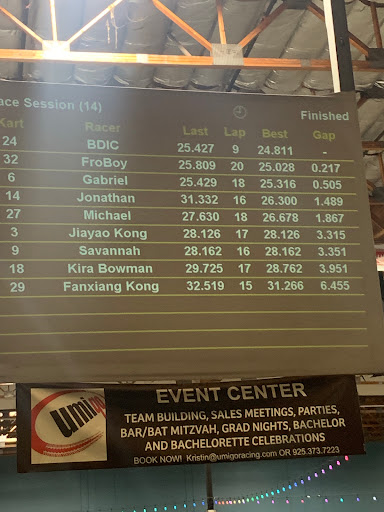 ace Session (14) Finished
Kart Racer Last Lap Best Gap
24 BDIC 25.427 9 24.811 -
32 FroBoy 25.809 20 25.028 0.217
6 Gabriel 25.429 18 25.316 0.505
14 Jonathan 31.332 16 26.300 1.489
27 Michael 27.630 18 26.678 1.867
3 Jiayao Kong 28.126 17 28.126 3.315
9 Savannah 28.162 16 28.162 3.351
18 Kira Bowman 29.725 17 28.762 3.951
29 Fanxiang Kong 32.519 15 31.266 6.455
umigo
EVENT CENTER
TEAM BUILDING, SALES MEETINGS, PARTIES,
BAR/BAT MITZVAH, GRAD NIGHTS, BACHELOR
AND BACHELORETTE CELEBRATIONS
BOOK NOW! Kristin@umigoracing.com OR 925.373.7223